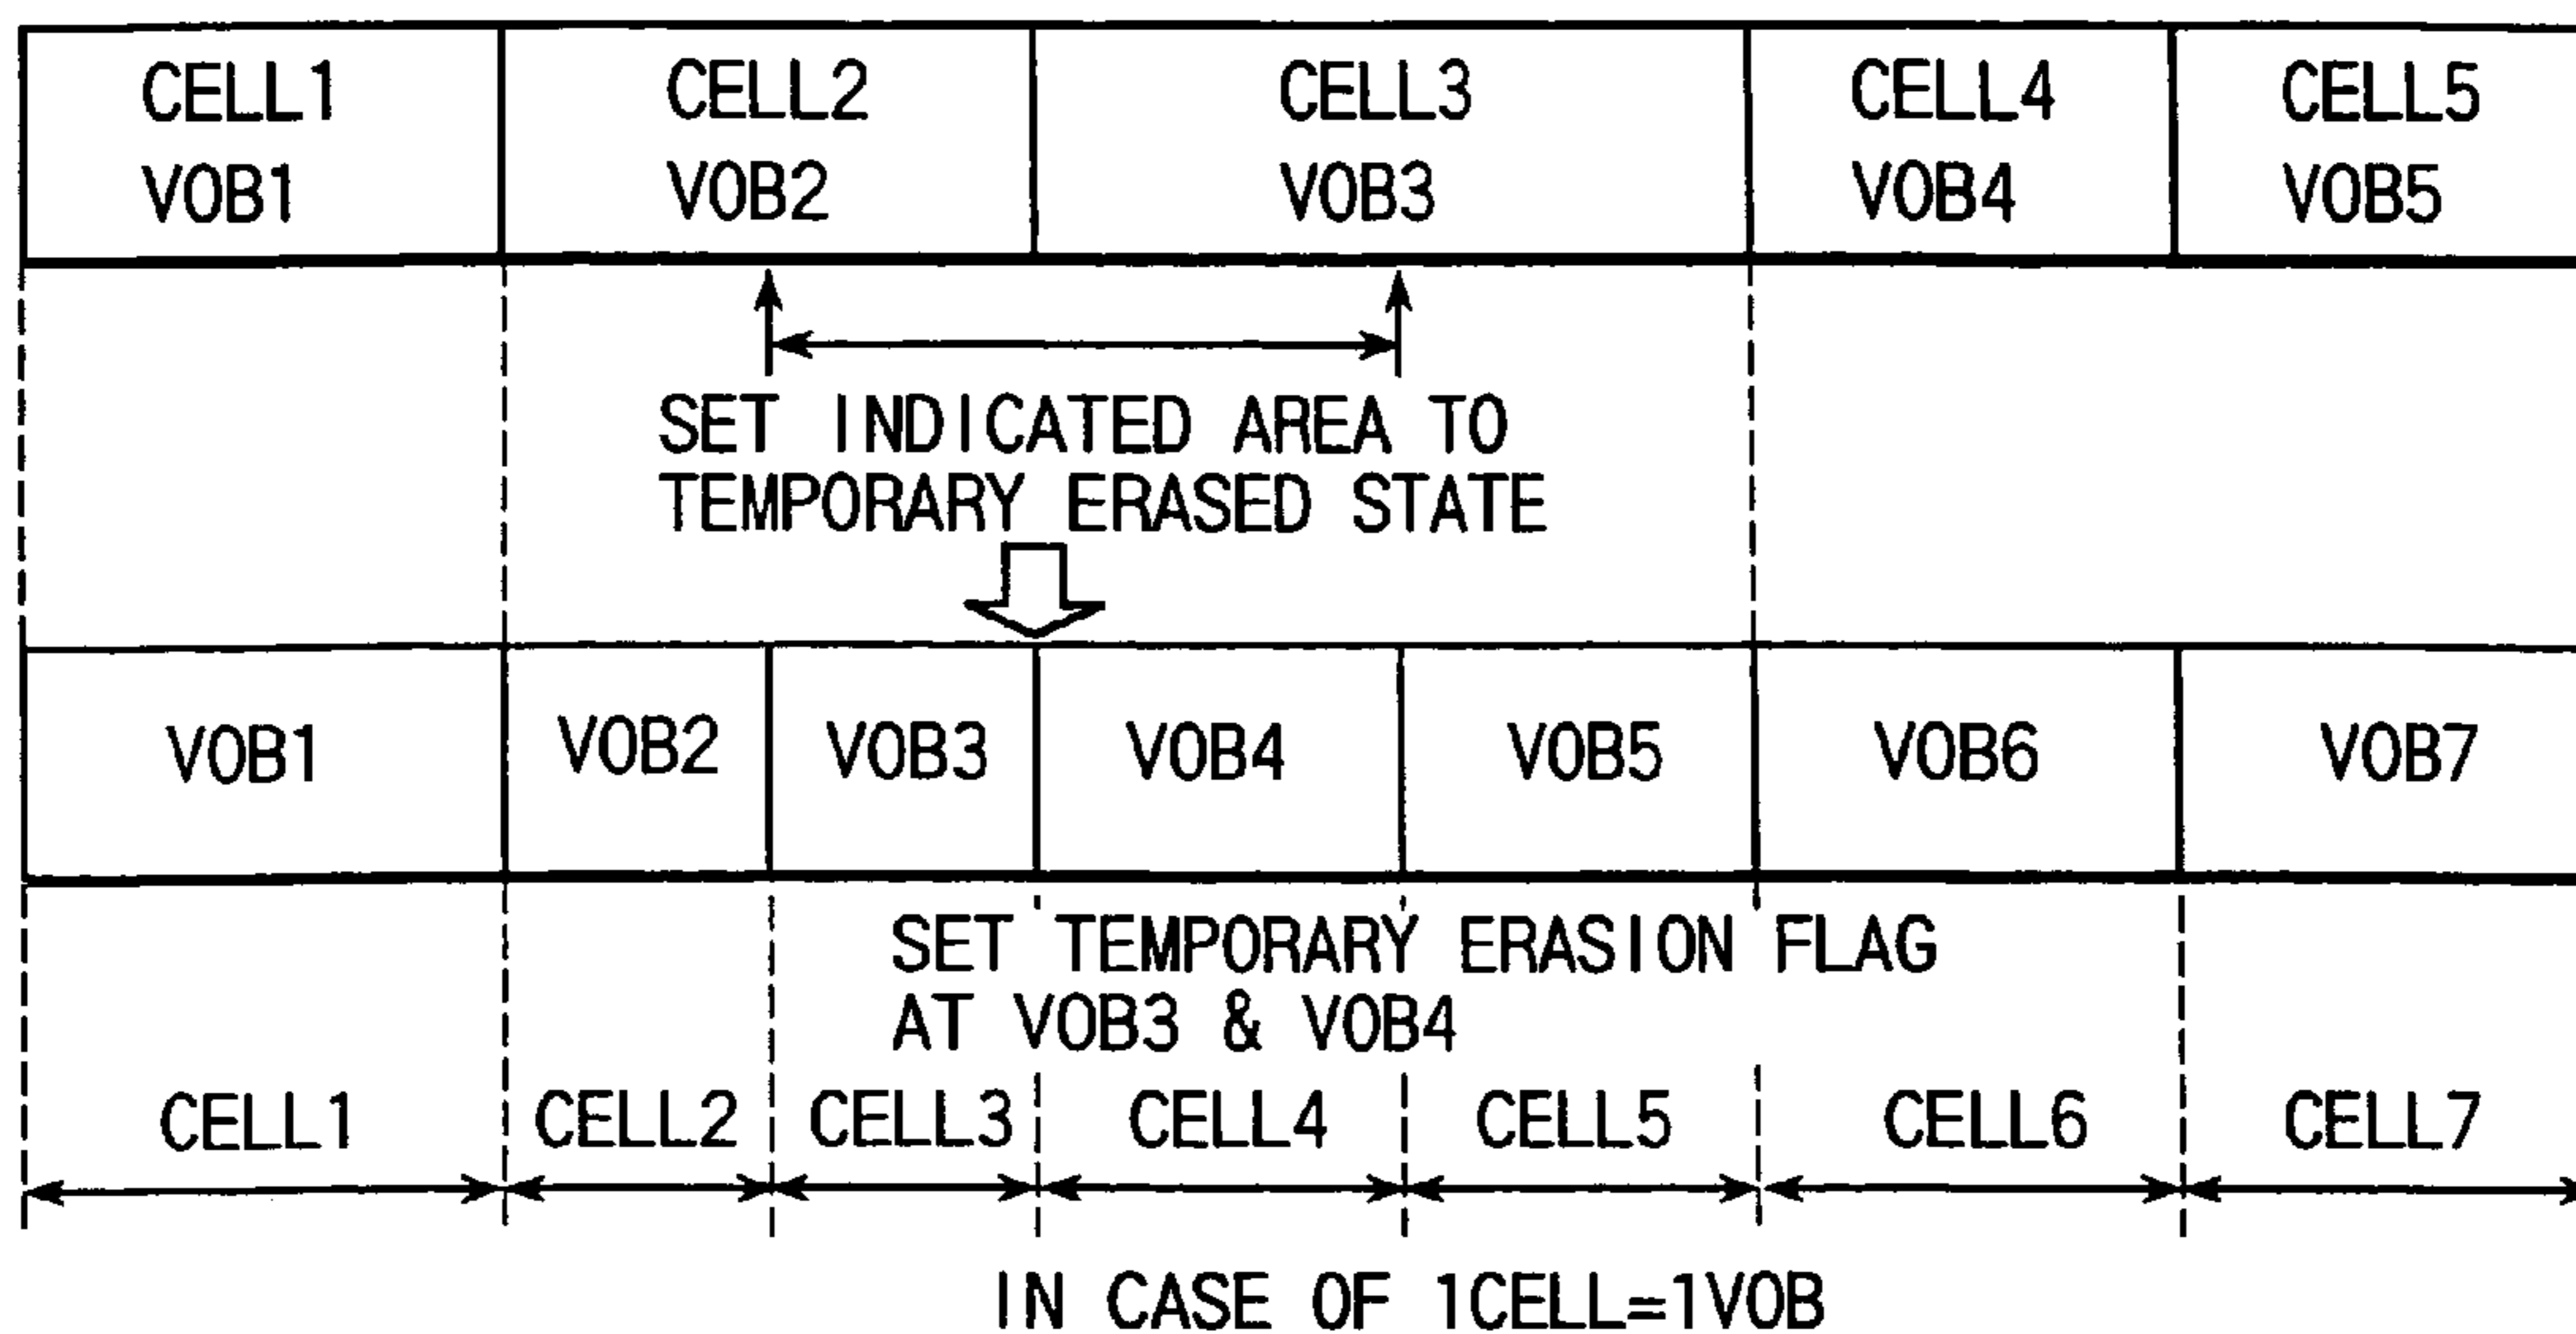 CELL1 CELL2 CELL3 CELL4 CELL5
VOB1 VOB2 VOB3 VOB4 VOB5
SET INDICATED AREA TO
TEMPORARY ERASED STATE
VOB1 VOB2 VOB3 VOB4 VOB5 VOB6 VOB7
SET TEMPORARY ERASION FLAG
AT VOB3 & VOB4
CELL1 CELL2 CELL3 CELL4 CELL5 CELL6 CELL7
IN CASE OF 1CELL=1VOB